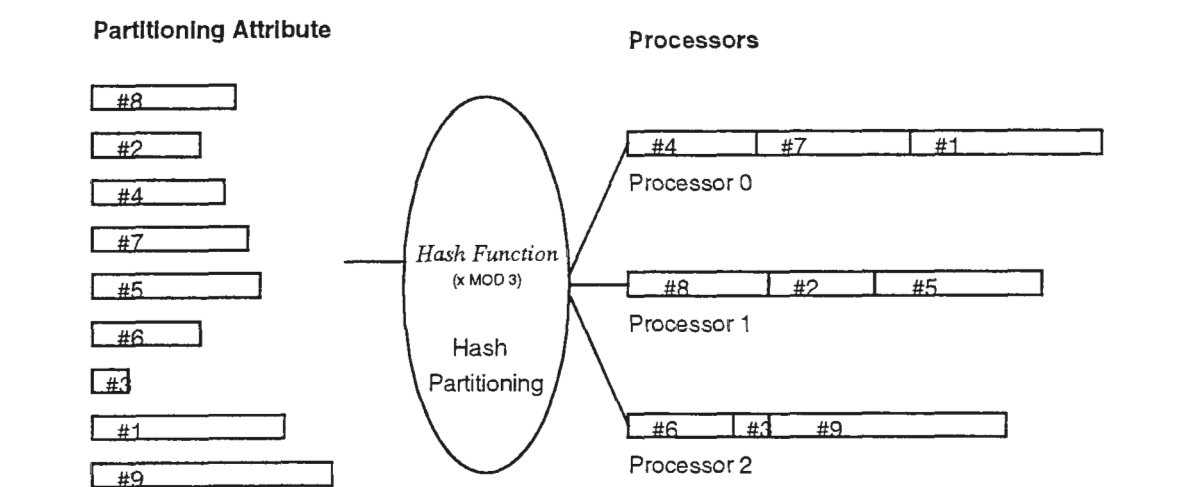 Partitioning Attribute
Processors
#8
#2
#4
#7
#5
#6
#3
#1
#9
Hash Function
(x MOD 3)
Hash
Partitioning
#4 #7 #1
Processor 0
#8 #2 #5
Processor 1
#6 #3 #9
Processor 2